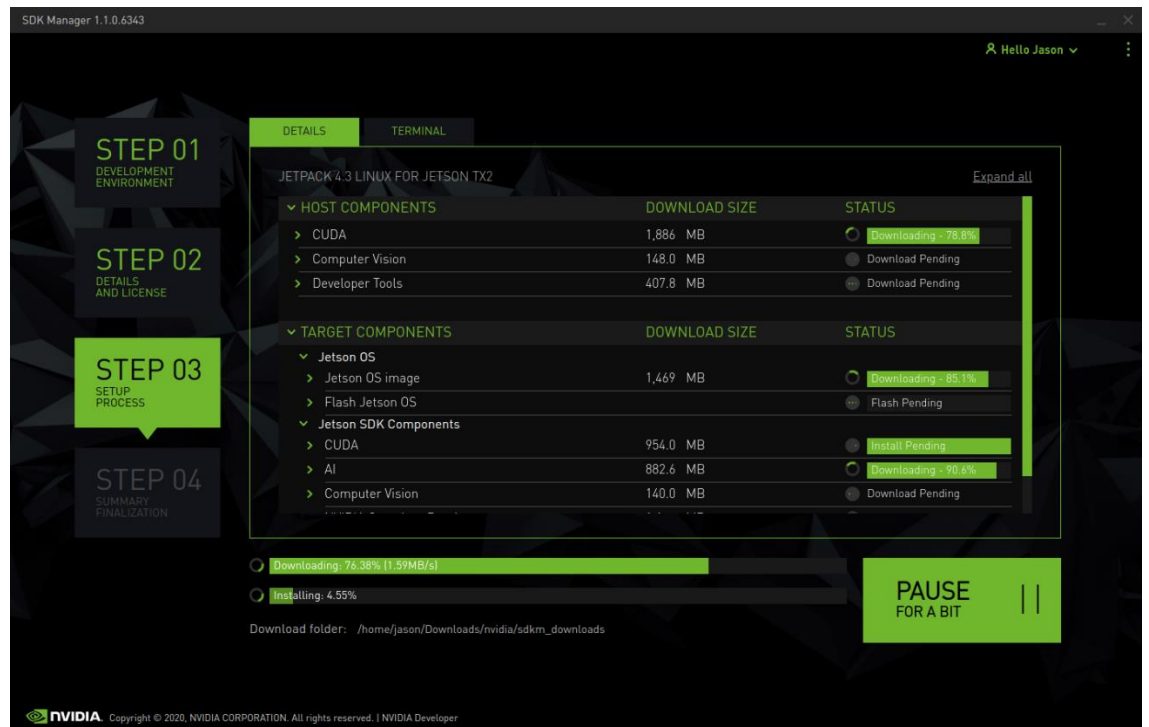 SDK Manager 1.1.0.6343
Hello Jason
STEP 01
DEVELOPMENT
ENVIRONMENT
STEP 02
DETAILS
AND LICENSE
STEP 03
SETUP
PROCESS
STEP 04
SUMMARY
FINALIZATION
DETAILS TERMINAL
JETPACK 4.3 LINUX FOR JETSON TX2 Expand all
HOST COMPONENTS DOWNLOAD SIZE STATUS
CUDA 1,886 MB Downloading - 78.8%
Computer Vision 148.0 MB Download Pending
Developer Tools 407.8 MB Download Pending
TARGET COMPONENTS DOWNLOAD SIZE STATUS
Jetson OS
Jetson OS image 1,469 MB Downloading - 85.1%
Flash Jetson OS Flash Pending
Jetson SDK Components
CUDA 954.0 MB Install Pending
AI 882.6 MB Downloading - 90.6%
Computer Vision 140.0 MB Download Pending
Downloading: 76.38% (1.59MB/s)
Installing: 4.55%
PAUSE
FOR A BIT
Download folder: /home/jason/Downloads/nvidia/sdkm_downloads
NVIDIA. Copyright © 2020, NVIDIA CORPORATION. All rights reserved. | NVIDIA Developer